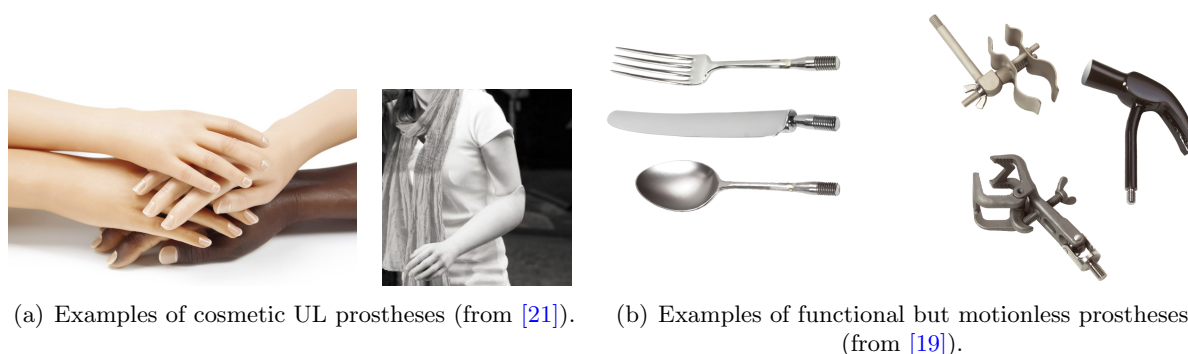 (a) Examples of cosmetic UL prostheses (from [21]).
(b) Examples of functional but motionless prostheses
(from [19]).